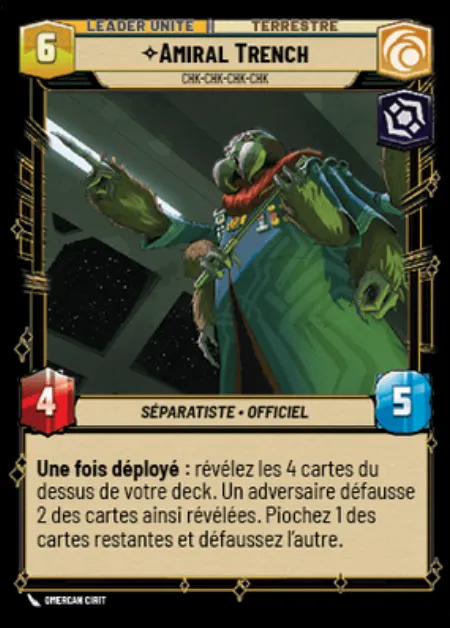 6
LEADER UNITÉ
TERRESTRE
AMIRAL TRENCH
CHK-CHK-CHK-CHK
4
5
SÉPARATISTE • OFFICIEL
Une fois déployé : révélez les 4 cartes du
dessus de votre deck. Un adversaire défausse
2 des cartes ainsi révélées. Piochez 1 des
cartes restantes et défaussez l'autre.
OMERCAN CIRIT